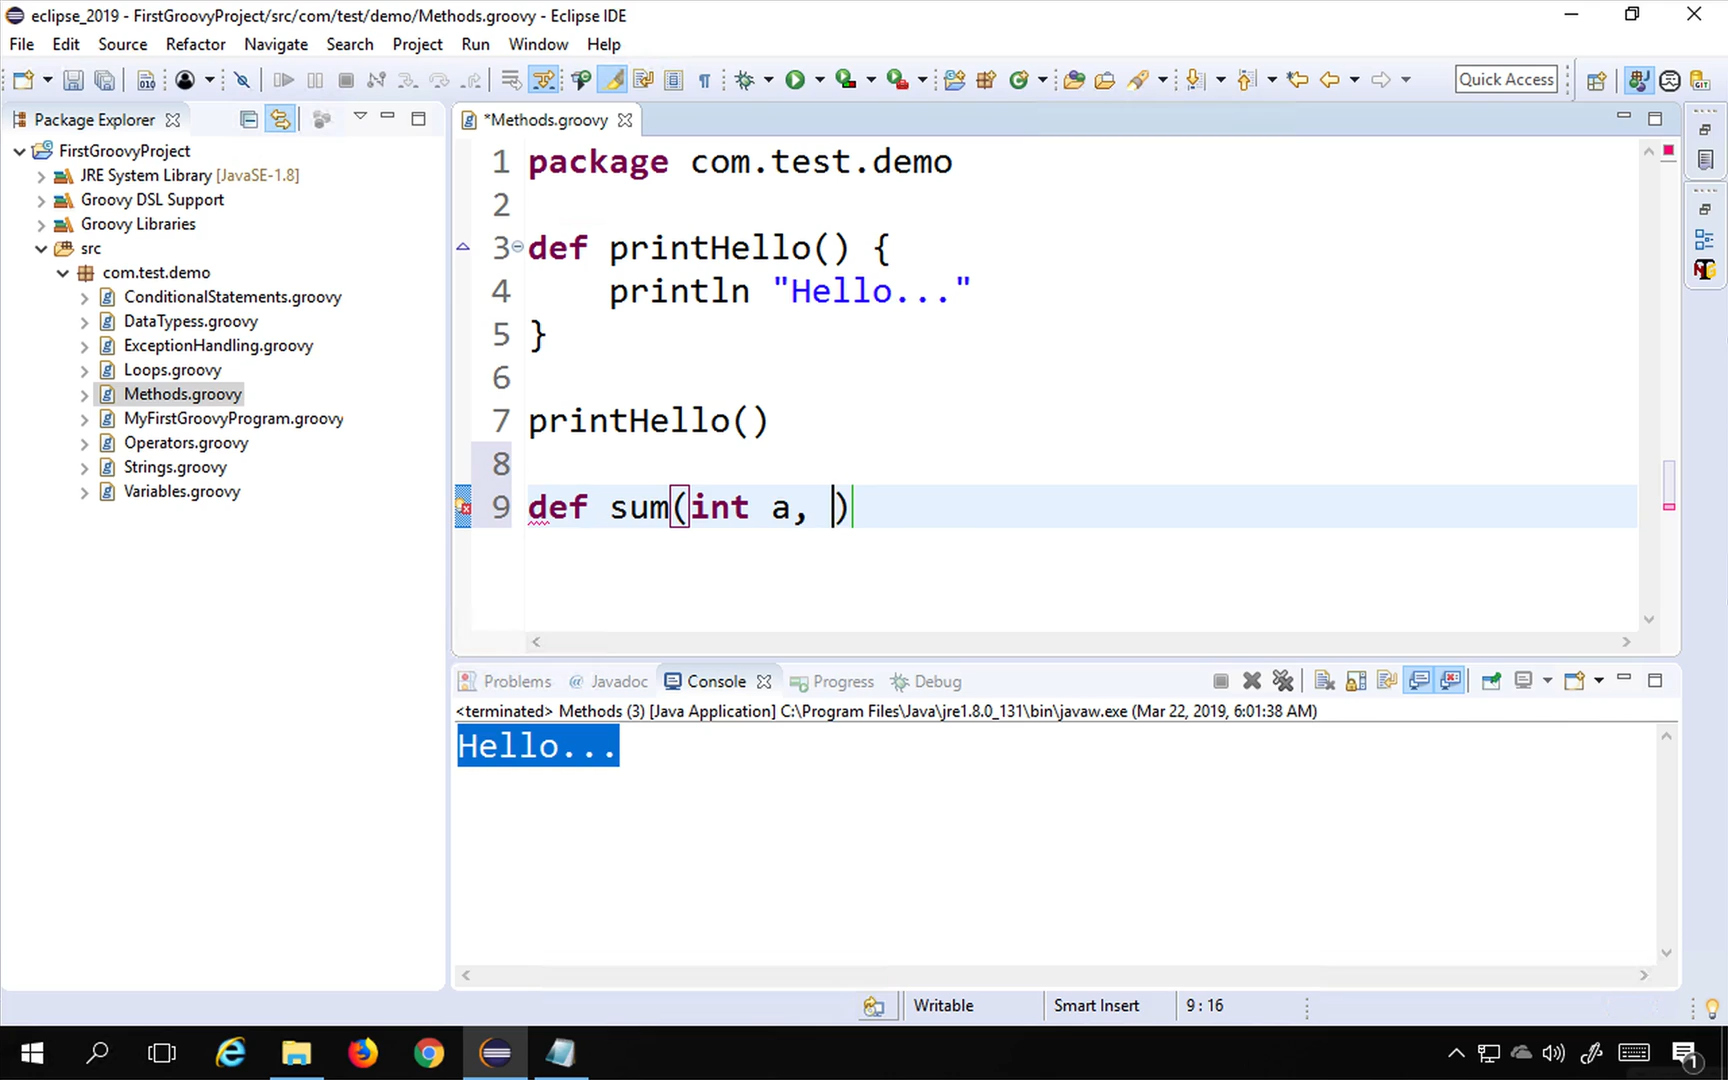 eclipse_2019 - FirstGroovyProject/src/com/test/demo/Methods.groovy - Eclipse IDE
File Edit Source Refactor Navigate Search Project Run Window Help
Quick Access
Package Explorer
FirstGroovyProject
JRE System Library [JavaSE-1.8]
Groovy DSL Support
Groovy Libraries
src
com.test.demo
ConditionalStatements.groovy
DataTypess.groovy
ExceptionHandling.groovy
Loops.groovy
Methods.groovy
MyFirstGroovyProgram.groovy
Operators.groovy
Strings.groovy
Variables.groovy
*Methods.groovy
1 package com.test.demo
2
3 def printHello() {
4 println "Hello..."
5 }
6
7 printHello()
8
9 def sum(int a, )
Problems @ Javadoc Console Progress Debug
<terminated> Methods (3) [Java Application] C:\Program Files\Java\jre1.8.0_131\bin\javaw.exe (Mar 22, 2019, 6:01:38 AM)
Hello...
Writable Smart Insert 9 : 16
1